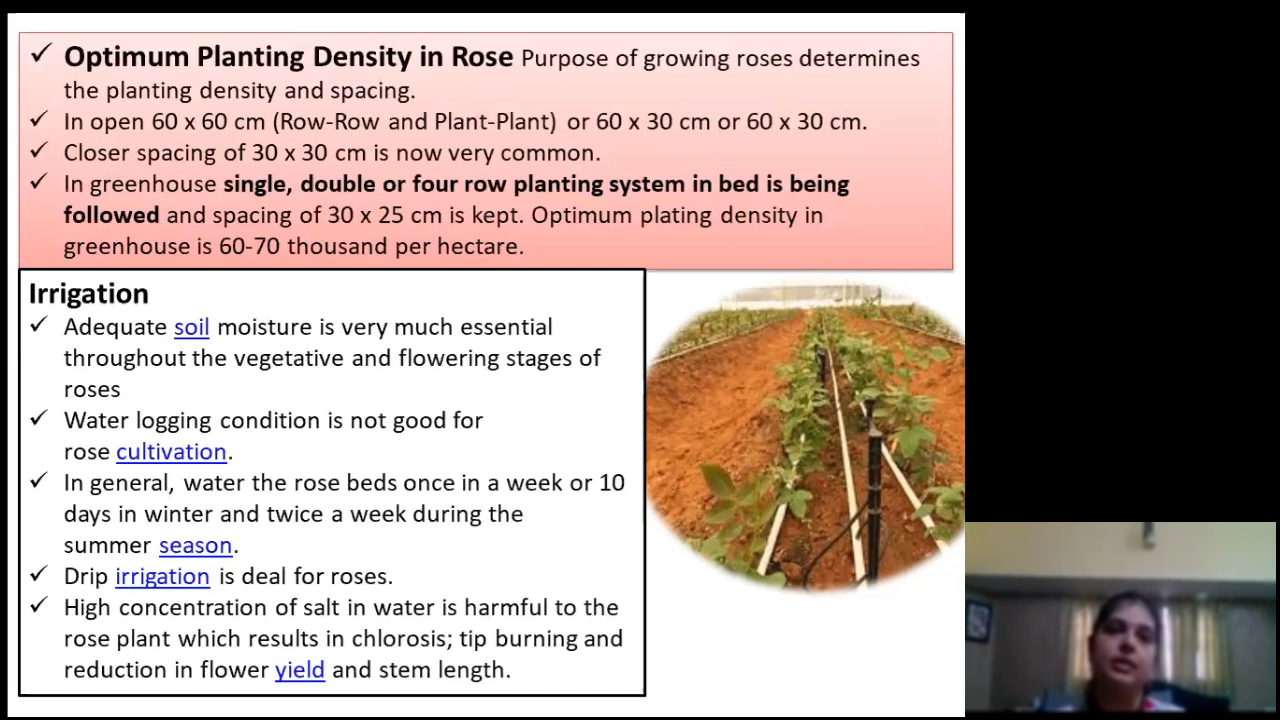 ✓ Optimum Planting Density in Rose Purpose of growing roses determines
the planting density and spacing.
✓ In open 60 x 60 cm (Row-Row and Plant-Plant) or 60 x 30 cm or 60 x 30 cm.
✓ Closer spacing of 30 x 30 cm is now very common.
✓ In greenhouse single, double or four row planting system in bed is being
followed and spacing of 30 x 25 cm is kept. Optimum plating density in
greenhouse is 60-70 thousand per hectare.
Irrigation
✓ Adequate soil moisture is very much essential
throughout the vegetative and flowering stages of
roses
✓ Water logging condition is not good for
rose cultivation.
✓ In general, water the rose beds once in a week or 10
days in winter and twice a week during the
summer season.
✓ Drip irrigation is deal for roses.
✓ High concentration of salt in water is harmful to the
rose plant which results in chlorosis; tip burning and
reduction in flower yield and stem length.